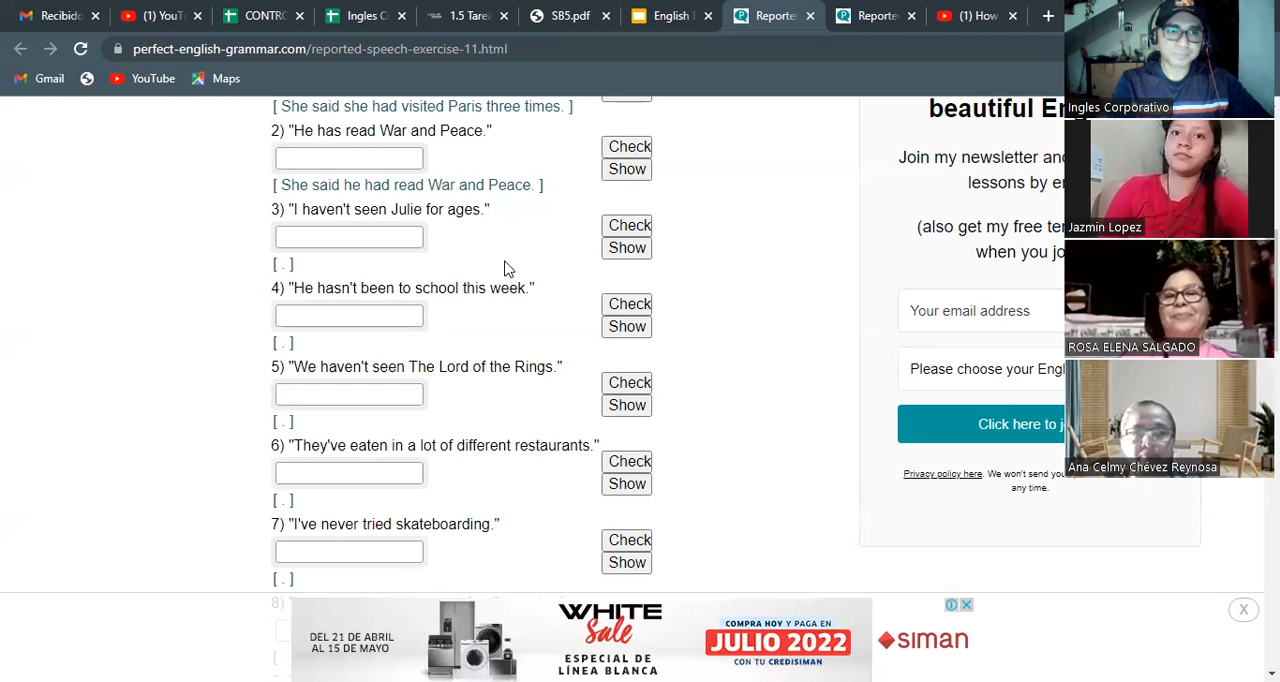 Recibido
(1) YouT
CONTRO
Ingles C
1.5 Tarea
SB5.pdf
English
Reporte
Reporte
(1) How
perfect-english-grammar.com/reported-speech-exercise-11.html
Gmail
YouTube
Maps
[ She said she had visited Paris three times. ]
2) "He has read War and Peace."
Check
Show
[ She said he had read War and Peace. ]
3) "I haven't seen Julie for ages."
Check
Show
[ . ]
4) "He hasn't been to school this week."
Check
Show
[ . ]
5) "We haven't seen The Lord of the Rings."
Check
Show
[ . ]
6) "They've eaten in a lot of different restaurants."
Check
Show
[ . ]
7) "I've never tried skateboarding."
Check
Show
[ . ]
8)
beautiful En
Join my newsletter and
lessons by em
(also get my free ten
when you jo
Your email address
Please choose your Engl
Click here to jo
Privacy policy here. We won't send you
any time.
Ingles Corporativo
Jazmin Lopez
ROSA ELENA SALGADO
Ana Celmy Chévez Reynosa
DEL 21 DE ABRIL
AL 15 DE MAYO
WHITE
Sale
ESPECIAL DE
LÍNEA BLANCA
COMPRA HOY Y PAGA EN
JULIO 2022
CON TU CREDISIMAN
SIMAN
X